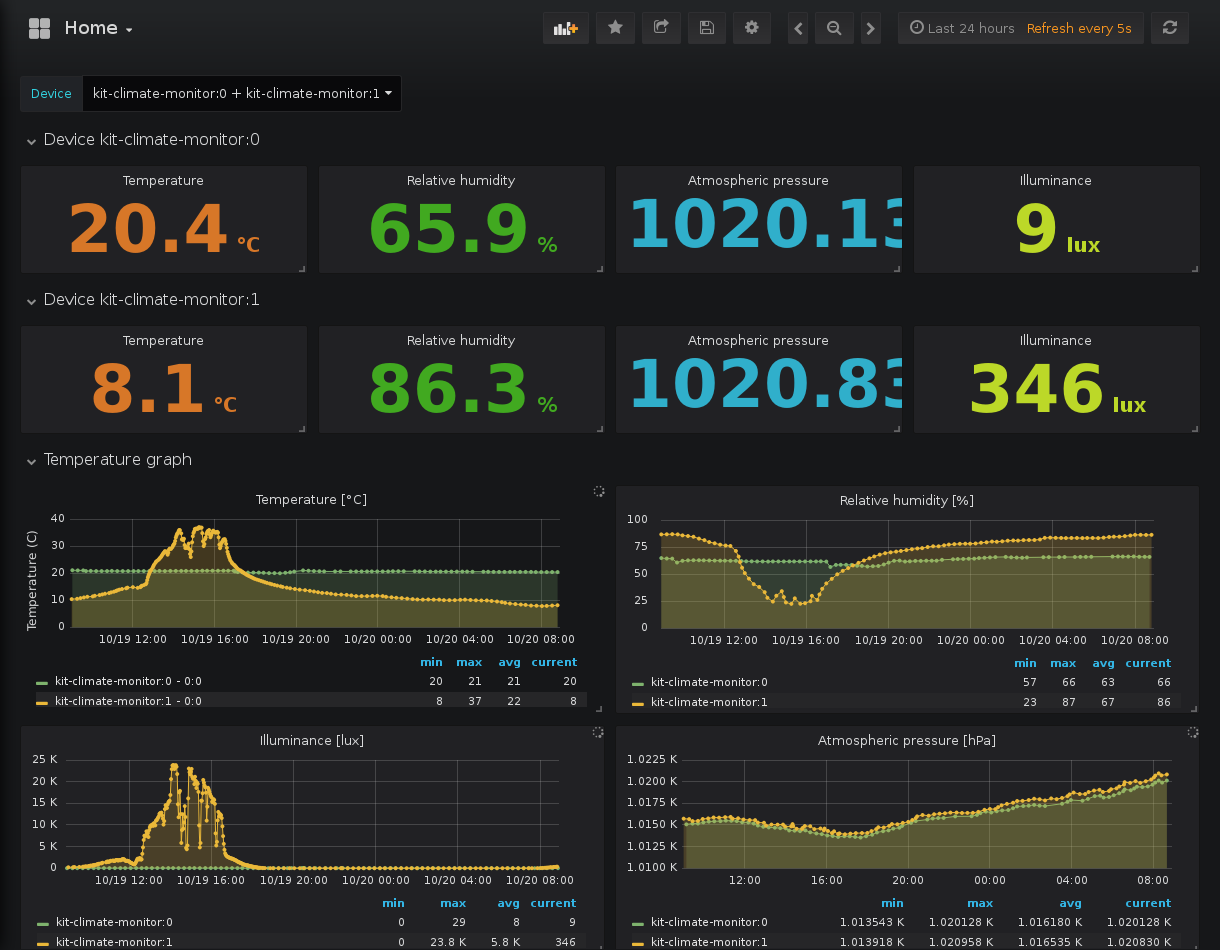 Home
Last 24 hours Refresh every 5s
Device kit-climate-monitor:0 + kit-climate-monitor:1
Device kit-climate-monitor:0
Temperature Relative humidity Atmospheric pressure Illuminance
20.4 °C 65.9 % 1020.13 9 lux
Device kit-climate-monitor:1
Temperature Relative humidity Atmospheric pressure Illuminance
8.1 °C 86.3 % 1020.83 346 lux
Temperature graph
Temperature [°C]
Temperature (C)
40
30
20
10
0
10/19 12:00 10/19 16:00 10/19 20:00 10/20 00:00 10/20 04:00 10/20 08:00
min max avg current
kit-climate-monitor:0 - 0:0 20 21 21 20
kit-climate-monitor:1 - 0:0 8 37 22 8
Relative humidity [%]
100
75
50
25
0
10/19 12:00 10/19 16:00 10/19 20:00 10/20 00:00 10/20 04:00 10/20 08:00
min max avg current
kit-climate-monitor:0 57 66 63 66
kit-climate-monitor:1 23 87 67 86
Illuminance [lux]
25 K
20 K
15 K
10 K
5 K
0
10/19 12:00 10/19 16:00 10/19 20:00 10/20 00:00 10/20 04:00 10/20 08:00
min max avg current
kit-climate-monitor:0 0 29 8 9
kit-climate-monitor:1 0 23.8 K 5.8 K 346
Atmospheric pressure [hPa]
1.0225 K
1.0200 K
1.0175 K
1.0150 K
1.0125 K
1.0100 K
12:00 16:00 20:00 00:00 04:00 08:00
min max avg current
kit-climate-monitor:0 1.013543 K 1.020128 K 1.016180 K 1.020128 K
kit-climate-monitor:1 1.013918 K 1.020958 K 1.016535 K 1.020830 K